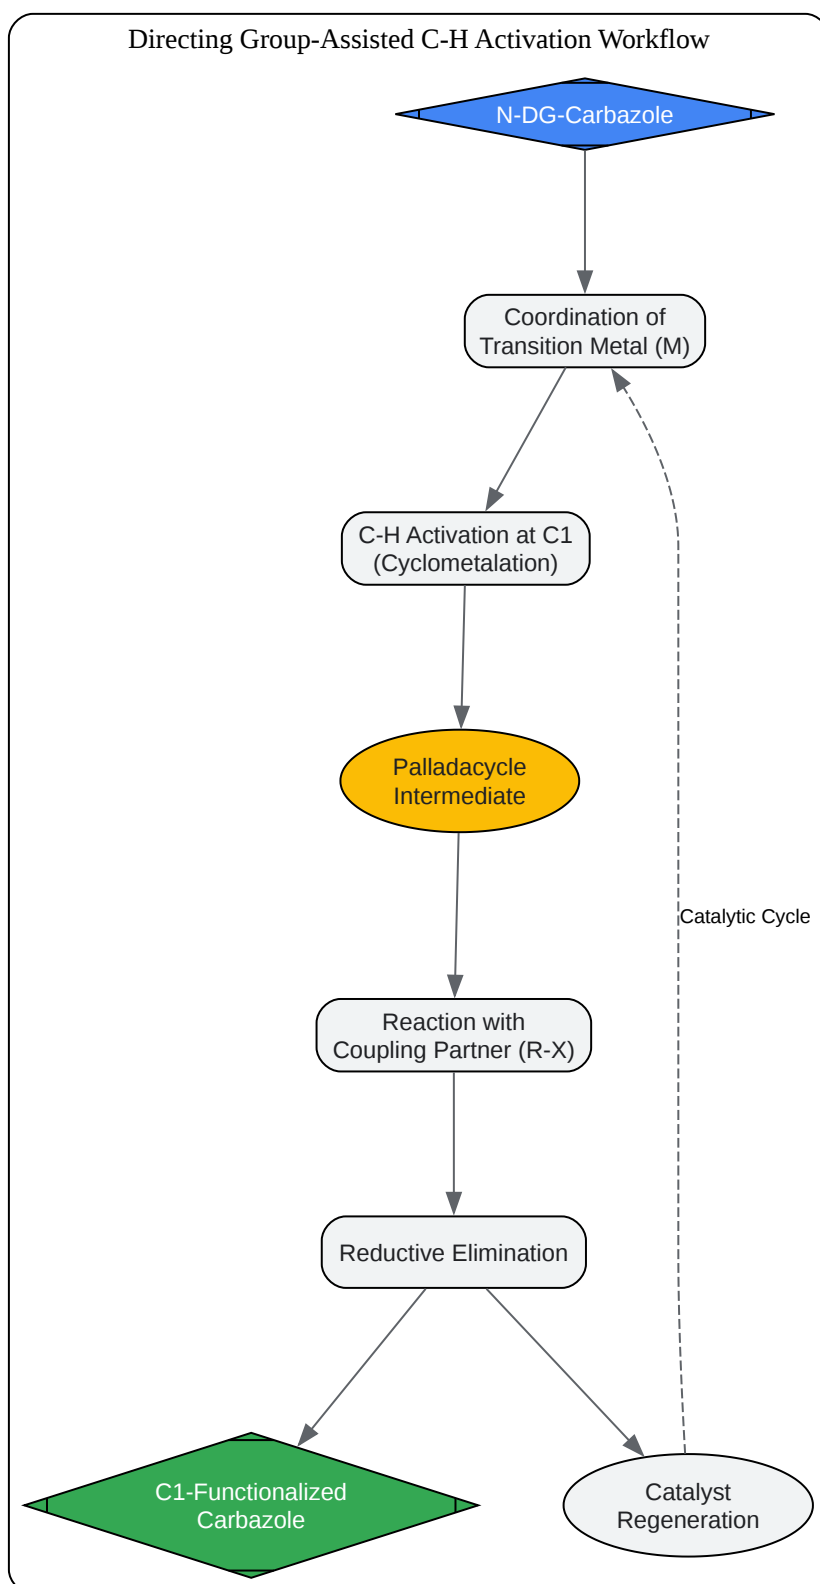 Directing Group-Assisted C-H Activation Workflow
N-DG-Carbazole
Coordination of
Transition Metal (M)
C-H Activation at C1
(Cyclometalation)
Palladacycle
Intermediate
Catalytic Cycle
Reaction with
Coupling Partner (R-X)
Reductive Elimination
C1-Functionalized
Carbazole
Catalyst
Regeneration